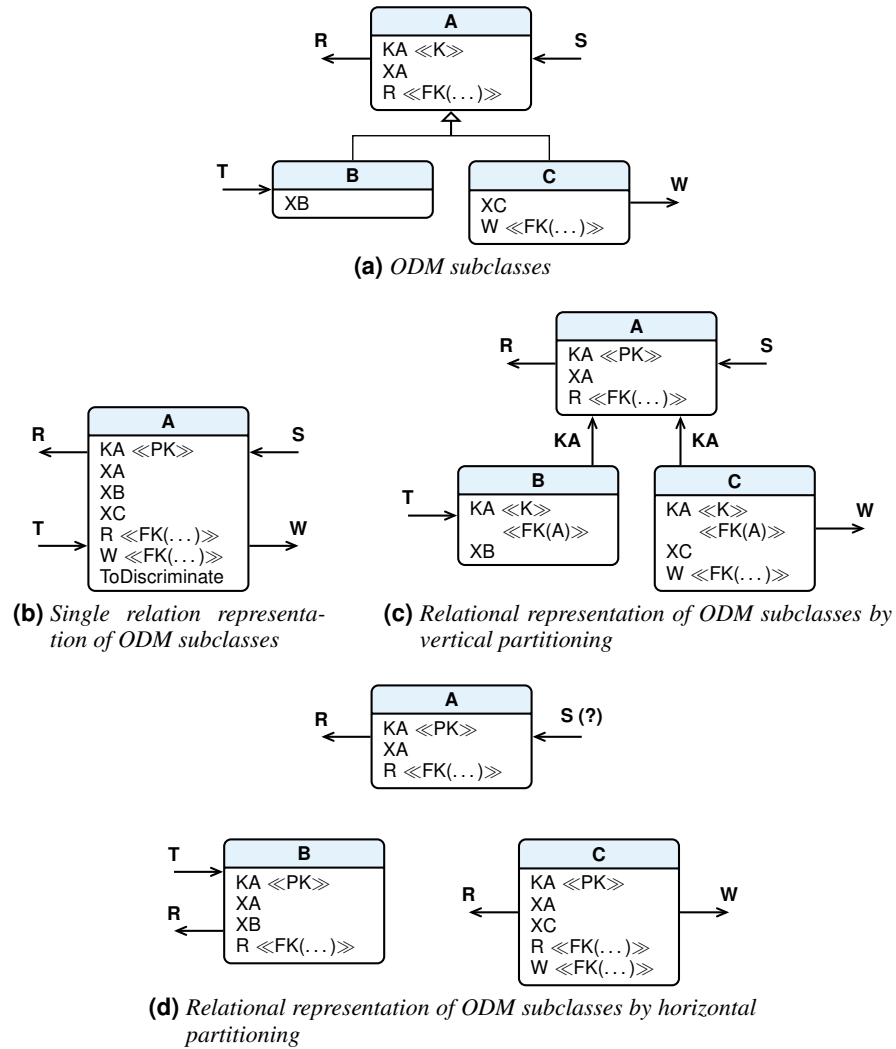 A
R
S
KA ≪K≫
XA
R ≪FK(...)≫
T
B
XB
C
W
XC
W ≪FK(...)≫
(a) ODM subclasses
A
R
S
KA ≪PK≫
XA
XB
XC
T
W
R ≪FK(...)≫
W ≪FK(...)≫
ToDiscriminate
(b) Single relation representa-
tion of ODM subclasses
A
R
S
KA ≪PK≫
XA
R ≪FK(...)≫
KA
KA
T
B
KA ≪K≫
≪FK(A)≫
XB
C
W
KA ≪K≫
≪FK(A)≫
XC
W ≪FK(...)≫
(c) Relational representation of ODM subclasses by
vertical partitioning
A
R
S (?)
KA ≪PK≫
XA
R ≪FK(...)≫
T
R
B
KA ≪PK≫
XA
XB
R ≪FK(...)≫
C
R
W
KA ≪PK≫
XA
XC
R ≪FK(...)≫
W ≪FK(...)≫
(d) Relational representation of ODM subclasses by horizontal
partitioning